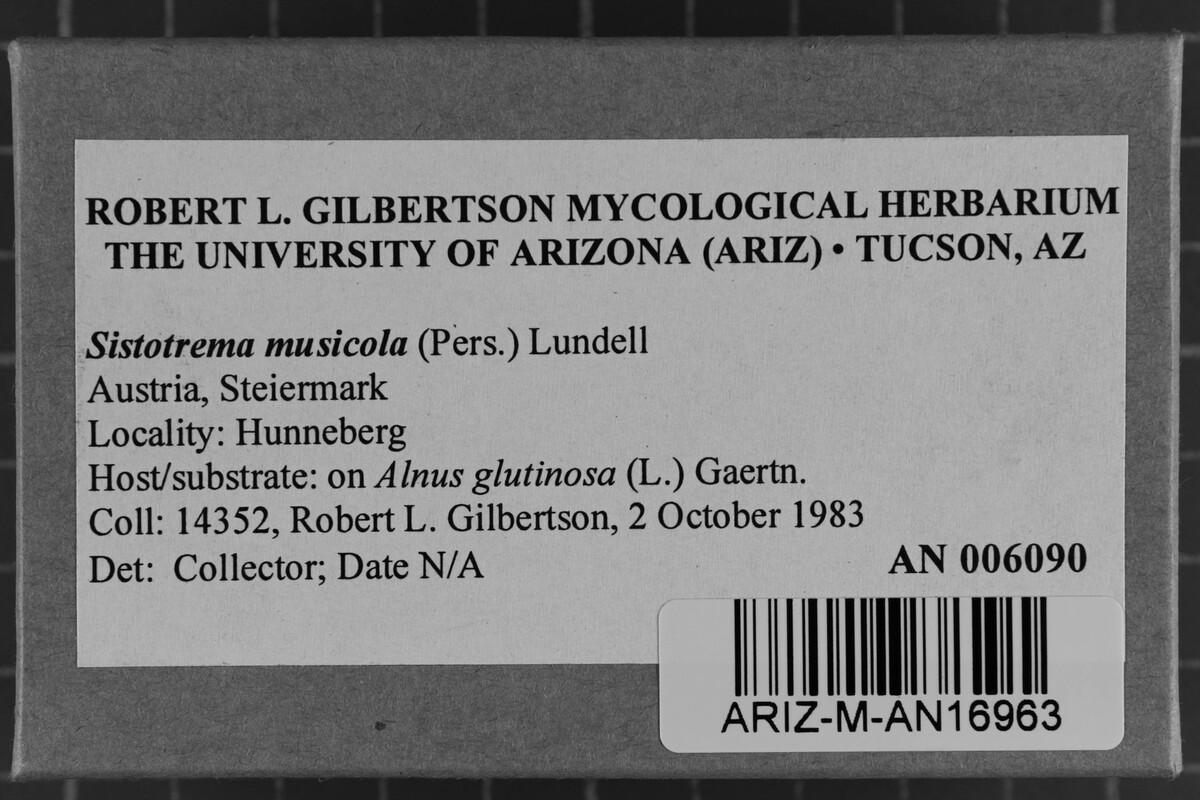 ROBERT L. GILBERTSON MYCOLOGICAL HERBARIUM
THE UNIVERSITY OF ARIZONA (ARIZ) • TUCSON, AZ
Sistotrema musicola (Pers.) Lundell
Austria, Steiermark
Locality: Hunneberg
Host/substrate: on Alnus glutinosa (L.) Gaertn.
Coll: 14352, Robert L. Gilbertson, 2 October 1983
Det: Collector; Date N/A
AN 006090
ARIZ-M-AN16963